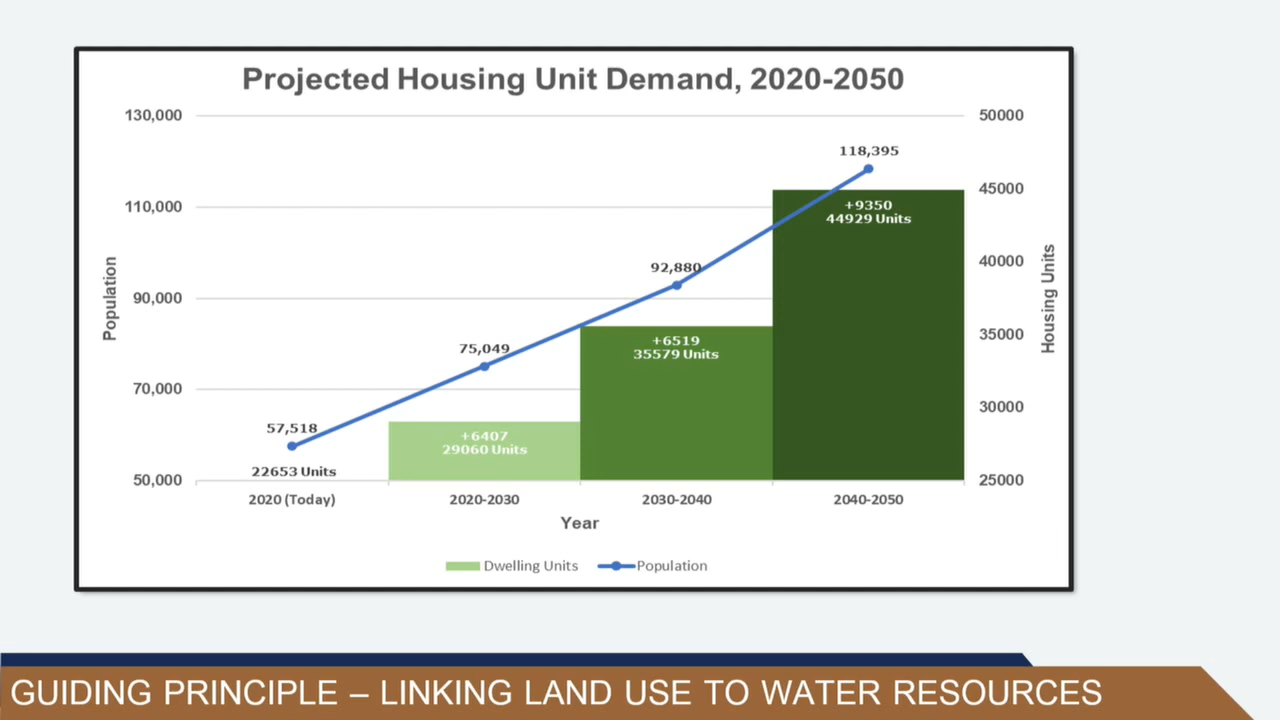 Projected Housing Unit Demand, 2020-2050
130,000
110,000
90,000
70,000
50,000
Population
50000
45000
40000
35000
30000
25000
Housing Units
57,518
22653 Units
75,049
+6407
29060 Units
92,880
+6519
35579 Units
118,395
+9350
44929 Units
2020 (Today)
2020-2030
2030-2040
2040-2050
Year
Dwelling Units
Population
GUIDING PRINCIPLE – LINKING LAND USE TO WATER RESOURCES